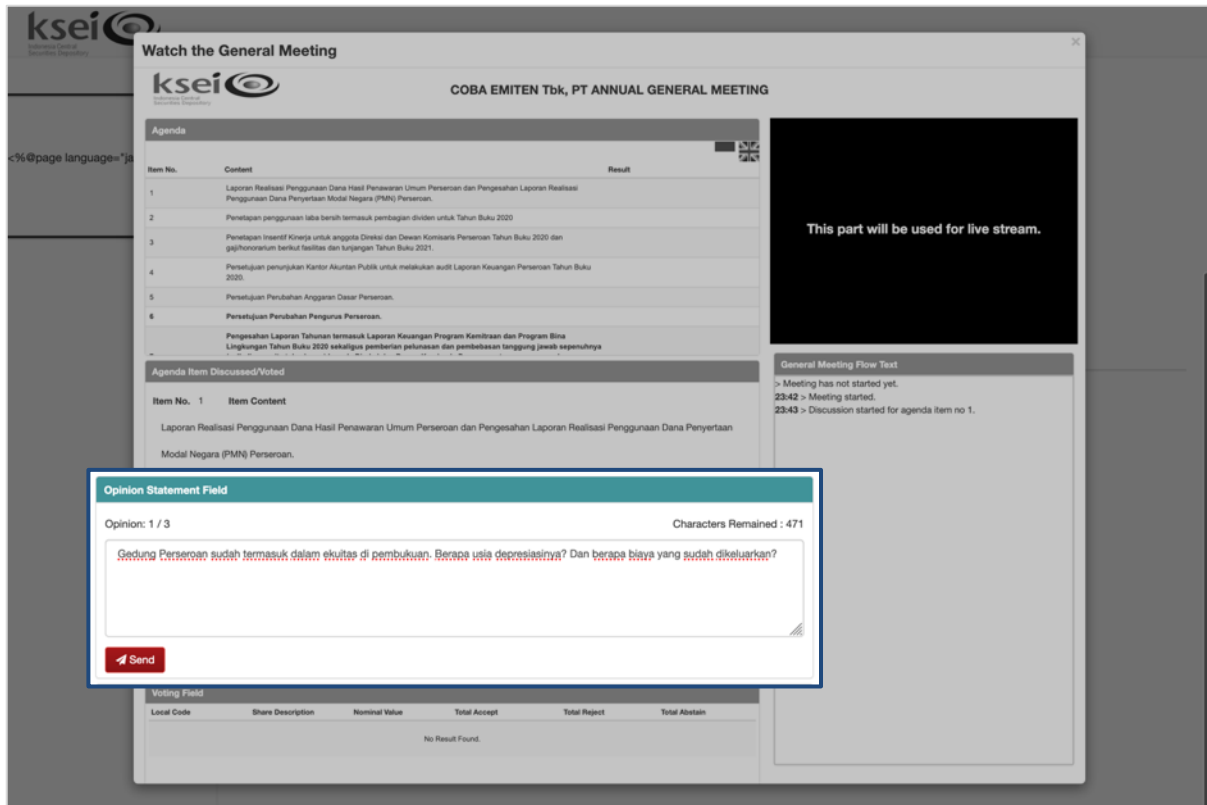 ksei
Indonesia Central
Securities Depository
<%@page language="ja
Watch the General Meeting
×
ksei
Indonesia Central
Securities Depository
COBA EMITEN Tbk, PT ANNUAL GENERAL MEETING
Agenda
Item No. Content Result
1 Laporan Realisasi Penggunaan Dana Hasil Penawaran Umum Perseroan dan Pengesahan Laporan Realisasi
Penggunaan Dana Penyertaan Modal Negara (PMN) Perseroan.
2 Penetapan penggunaan laba bersih termasuk pembagian dividen untuk Tahun Buku 2020
3 Penetapan Insentif Kinerja untuk anggota Direksi dan Dewan Komisaris Perseroan Tahun Buku 2020 dan
gaji/honorarium berikut fasilitas dan tunjangan Tahun Buku 2021.
4 Persetujuan penunjukan Kantor Akuntan Publik untuk melakukan audit Laporan Keuangan Perseroan Tahun Buku
2020.
5 Persetujuan Perubahan Anggaran Dasar Perseroan.
6 Persetujuan Perubahan Pengurus Perseroan.
Pengesahan Laporan Tahunan termasuk Laporan Keuangan Program Kemitraan dan Program Bina
Lingkungan Tahun Buku 2020 sekaligus pemberian pelunasan dan pembebasan tanggung jawab sepenuhnya
This part will be used for live stream.
Agenda Item Discussed/Voted
Item No. 1 Item Content
Laporan Realisasi Penggunaan Dana Hasil Penawaran Umum Perseroan dan Pengesahan Laporan Realisasi Penggunaan Dana Penyertaan
Modal Negara (PMN) Perseroan.
General Meeting Flow Text
> Meeting has not started yet.
23:42 > Meeting started.
23:43 > Discussion started for agenda item no 1.
Opinion Statement Field
Opinion: 1 / 3 Characters Remained : 471
Gedung Perseroan sudah termasuk dalam ekuitas di pembukuan. Berapa usia depresiasinya? Dan berapa biaya yang sudah dikeluarkan?
Send
Voting Field
Local Code Share Description Nominal Value Total Accept Total Reject Total Abstain
No Result Found.